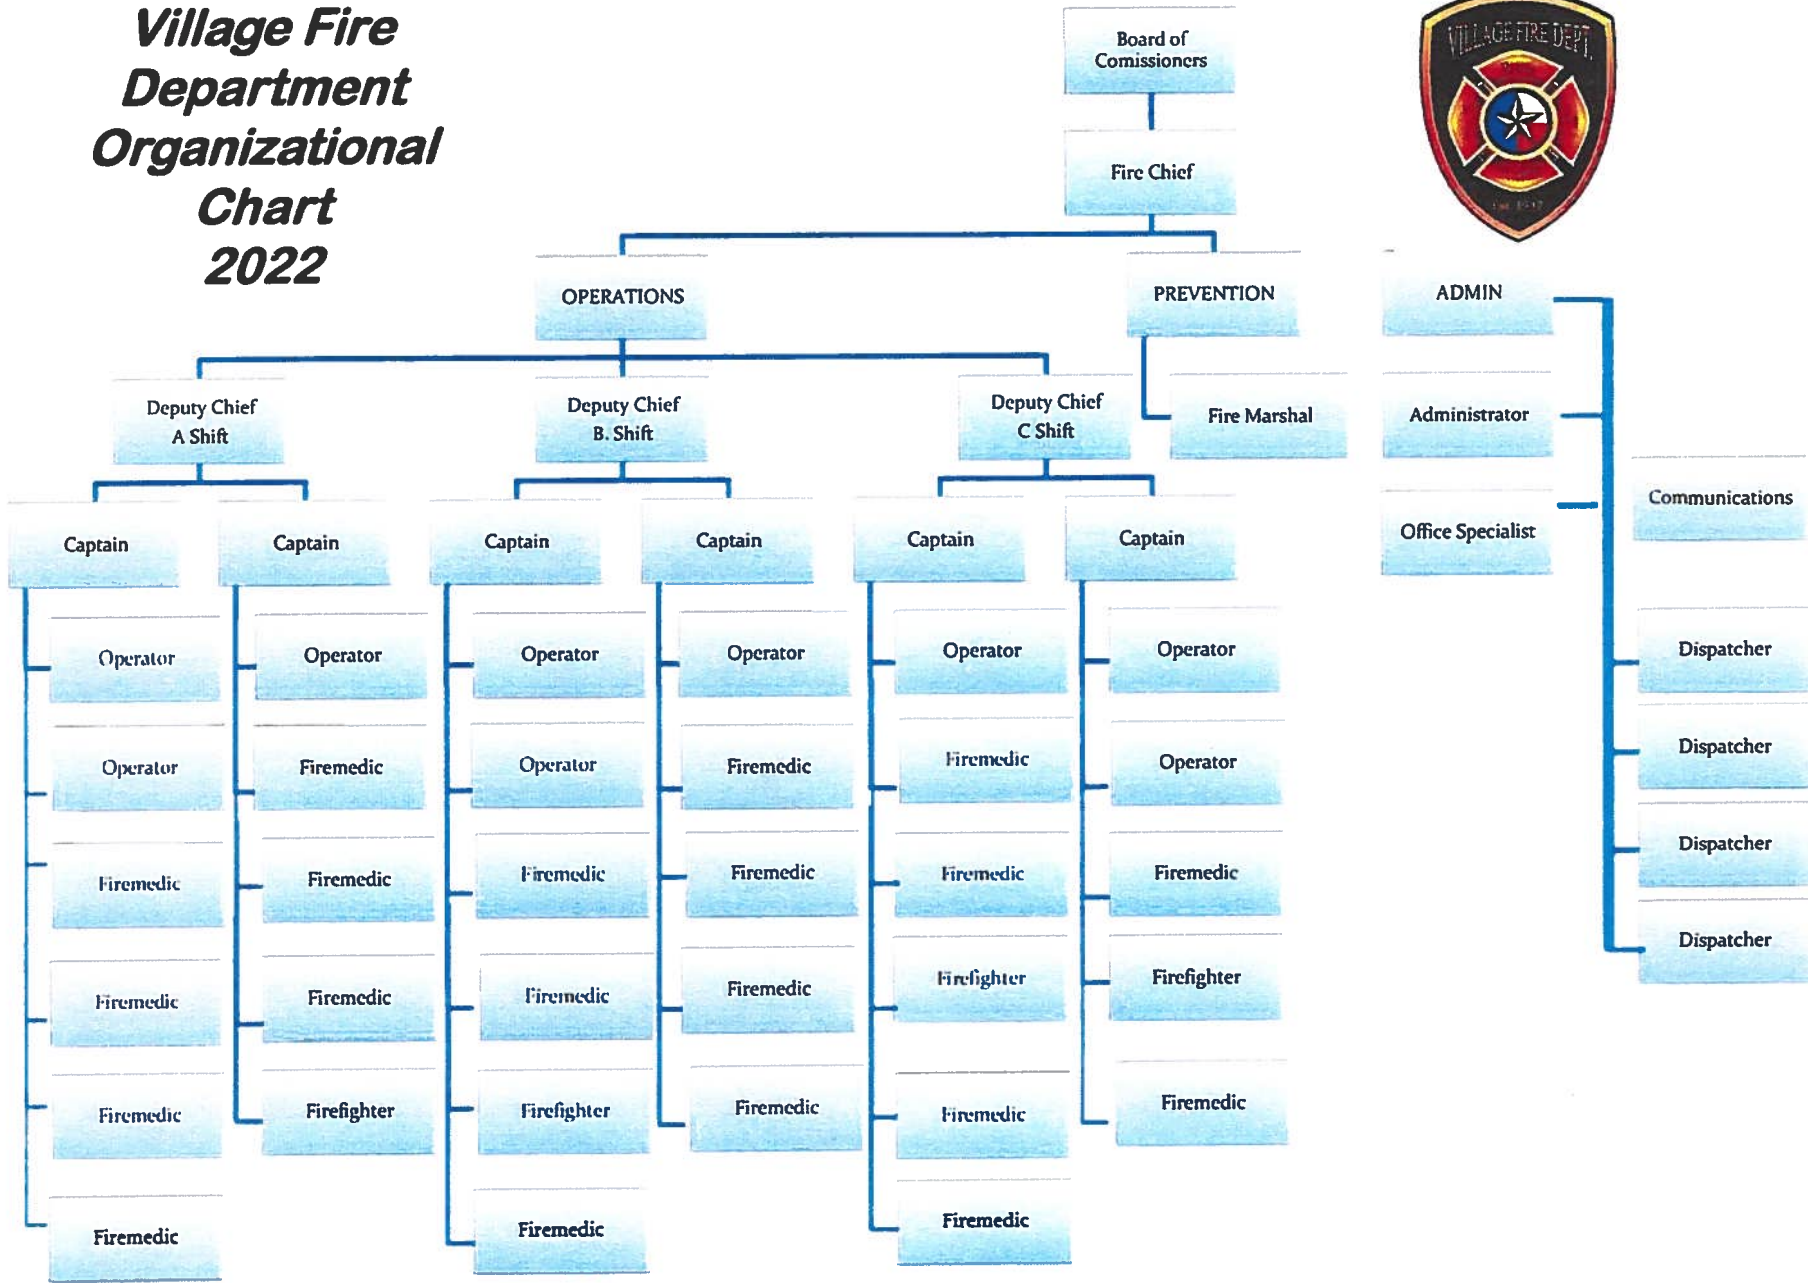 Village Fire
Department
Organizational
Chart
2022
Board of
Comissioners
VILLAGE FIRE DEPT.
Fire Chief
OPERATIONS
PREVENTION
ADMIN
Deputy Chief
A Shift
Deputy Chief
B. Shift
Deputy Chief
C Shift
Fire Marshal
Administrator
Communications
Office Specialist
Captain
Captain
Captain
Captain
Captain
Captain
Operator
Operator
Operator
Operator
Operator
Operator
Dispatcher
Operator
Firemedic
Operator
Firemedic
Firemedic
Operator
Dispatcher
Firemedic
Firemedic
Firemedic
Firemedic
Firemedic
Firemedic
Dispatcher
Firemedic
Firemedic
Firemedic
Firemedic
Firefighter
Firefighter
Dispatcher
Firemedic
Firefighter
Firefighter
Firemedic
Firemedic
Firemedic
Firemedic
Firemedic
Firemedic